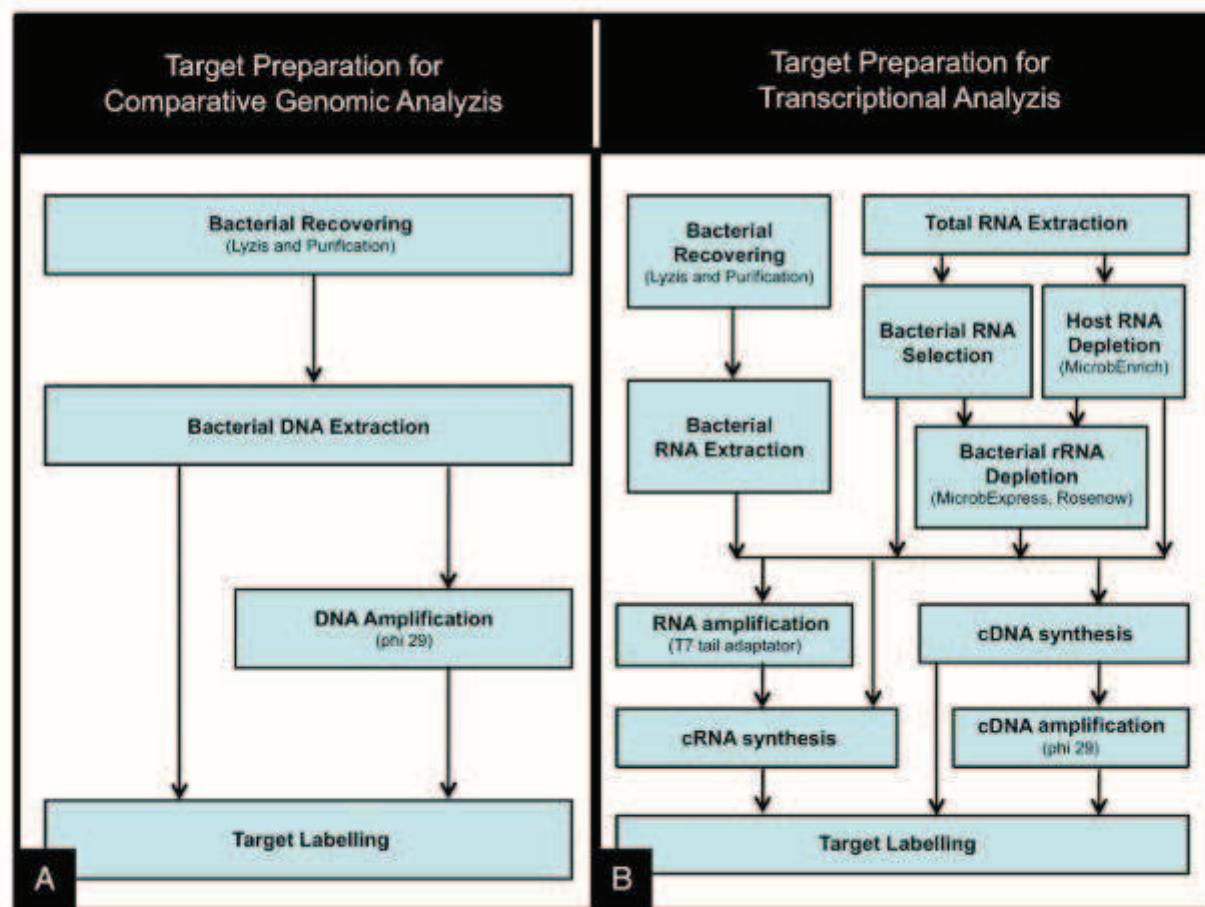 Target Preparation for
Comparative Genomic Analyzis
Target Preparation for
Transcriptional Analyzis
Bacterial Recovering
(Lyzis and Purification)
Bacterial DNA Extraction
DNA Amplification
(phi 29)
Target Labelling
A
Bacterial
Recovering
(Lyzis and Purification)
Total RNA Extraction
Bacterial RNA
Selection
Host RNA
Depletion
(MicrobEnrich)
Bacterial
RNA Extraction
Bacterial rRNA
Depletion
(MicrobExpress, Rosenow)
RNA amplification
(T7 tail adaptator)
cDNA synthesis
cRNA synthesis
cDNA amplification
(phi 29)
Target Labelling
B